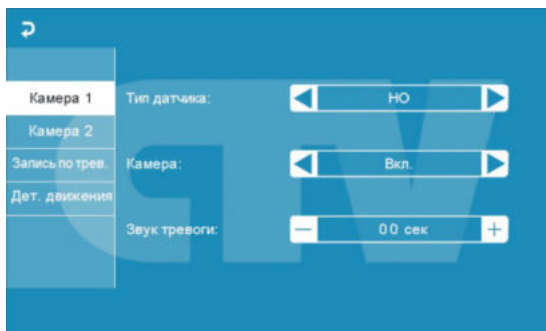 Камера 1
Камера 2
Запись по трев.
Дет. движения
Тип датчика: НО
Камера: Вкл.
Звук тревоги: 00 сек